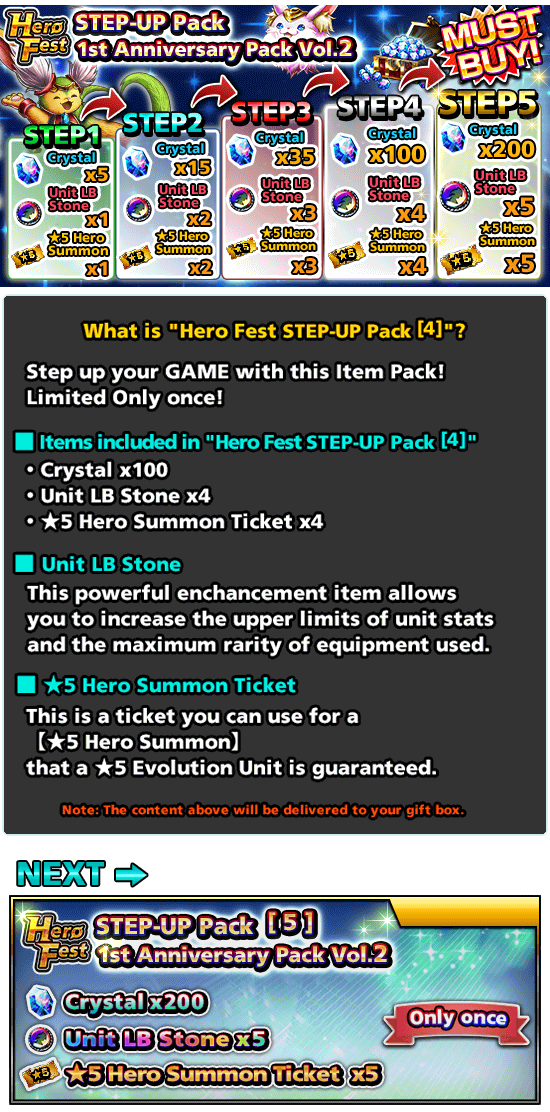 Hero Fest
STEP-UP Pack
1st Anniversary Pack Vol.2
MUST BUY!
STEP1
Crystal
x5
Unit LB
Stone
x1
★5 Hero
Summon
x1
STEP2
Crystal
x15
Unit LB
Stone
x2
★5 Hero
Summon
x2
STEP3
Crystal
x35
Unit LB
Stone
x3
★5 Hero
Summon
x3
STEP4
Crystal
x100
Unit LB
Stone
x4
★5 Hero
Summon
x4
STEP5
Crystal
x200
Unit LB
Stone
x5
★5 Hero
Summon
x5
What is "Hero Fest STEP-UP Pack [4]"?
Step up your GAME with this Item Pack!
Limited Only once!
■ Items included in "Hero Fest STEP-UP Pack [4]"
• Crystal x100
• Unit LB Stone x4
• ★5 Hero Summon Ticket x4
■ Unit LB Stone
This powerful enchancement item allows
you to increase the upper limits of unit stats
and the maximum rarity of equipment used.
■ ★5 Hero Summon Ticket
This is a ticket you can use for a
【★5 Hero Summon】
that a ★5 Evolution Unit is guaranteed.
Note: The content above will be delivered to your gift box.
NEXT ➡
Hero Fest
STEP-UP Pack [5]
1st Anniversary Pack Vol.2
Crystal x200
Unit LB Stone x5
★5 Hero Summon Ticket x5
Only once